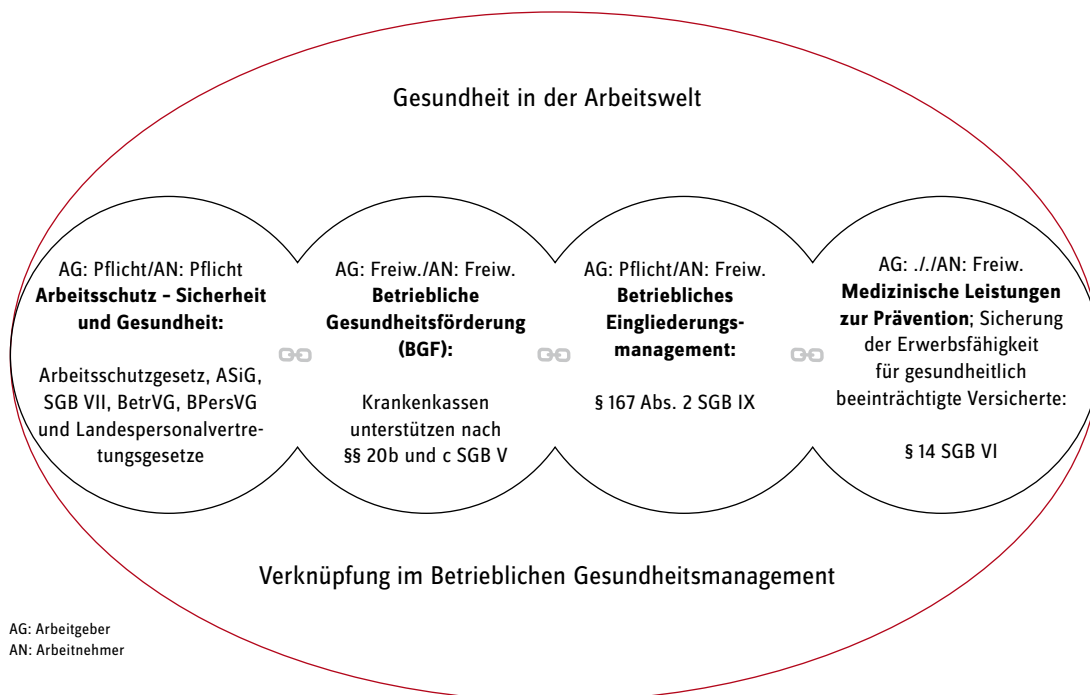 Gesundheit in der Arbeitswelt
AG: Pflicht/AN: Pflicht
Arbeitsschutz – Sicherheit
und Gesundheit:
Arbeitsschutzgesetz, ASiG,
SGB VII, BetrVG, BPersVG
und Landespersonalvertre-
tungsgesetze
AG: Freiw./AN: Freiw.
Betriebliche
Gesundheitsförderung
(BGF):
Krankenkassen
unterstützen nach
§§ 20b und c SGB V
AG: Pflicht/AN: Freiw.
Betriebliches
Eingliederungs-
management:
§ 167 Abs. 2 SGB IX
AG: ././AN: Freiw.
Medizinische Leistungen
zur Prävention; Sicherung
der Erwerbsfähigkeit
für gesundheitlich
beeinträchtigte Versicherte:
§ 14 SGB VI
Verknüpfung im Betrieblichen Gesundheitsmanagement
AG: Arbeitgeber
AN: Arbeitnehmer